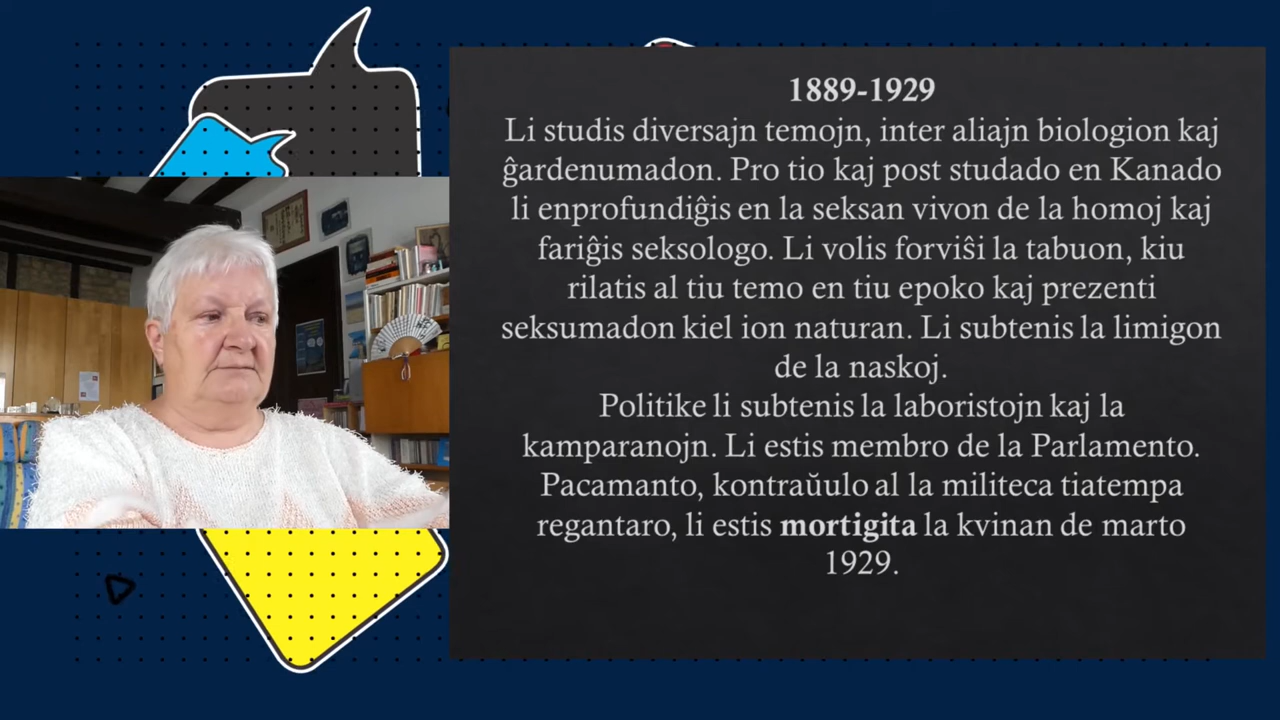 1889-1929
Li studis diversajn temojn, inter aliajn biologion kaj
ĝardenumadon. Pro tio kaj post studado en Kanado
li enprofundiĝis en la seksan vivon de la homoj kaj
fariĝis seksologo. Li volis forviŝi la tabuon, kiu
rilatis al tiu temo en tiu epoko kaj prezenti
seksumadon kiel ion naturan. Li subtenis la limigon
de la naskoj.
Politike li subtenis la laboristojn kaj la
kamparanojn. Li estis membro de la Parlamento.
Pacamanto, kontraŭulo al la militeca tiatempa
regantaro, li estis mortigita la kvinan de marto
1929.